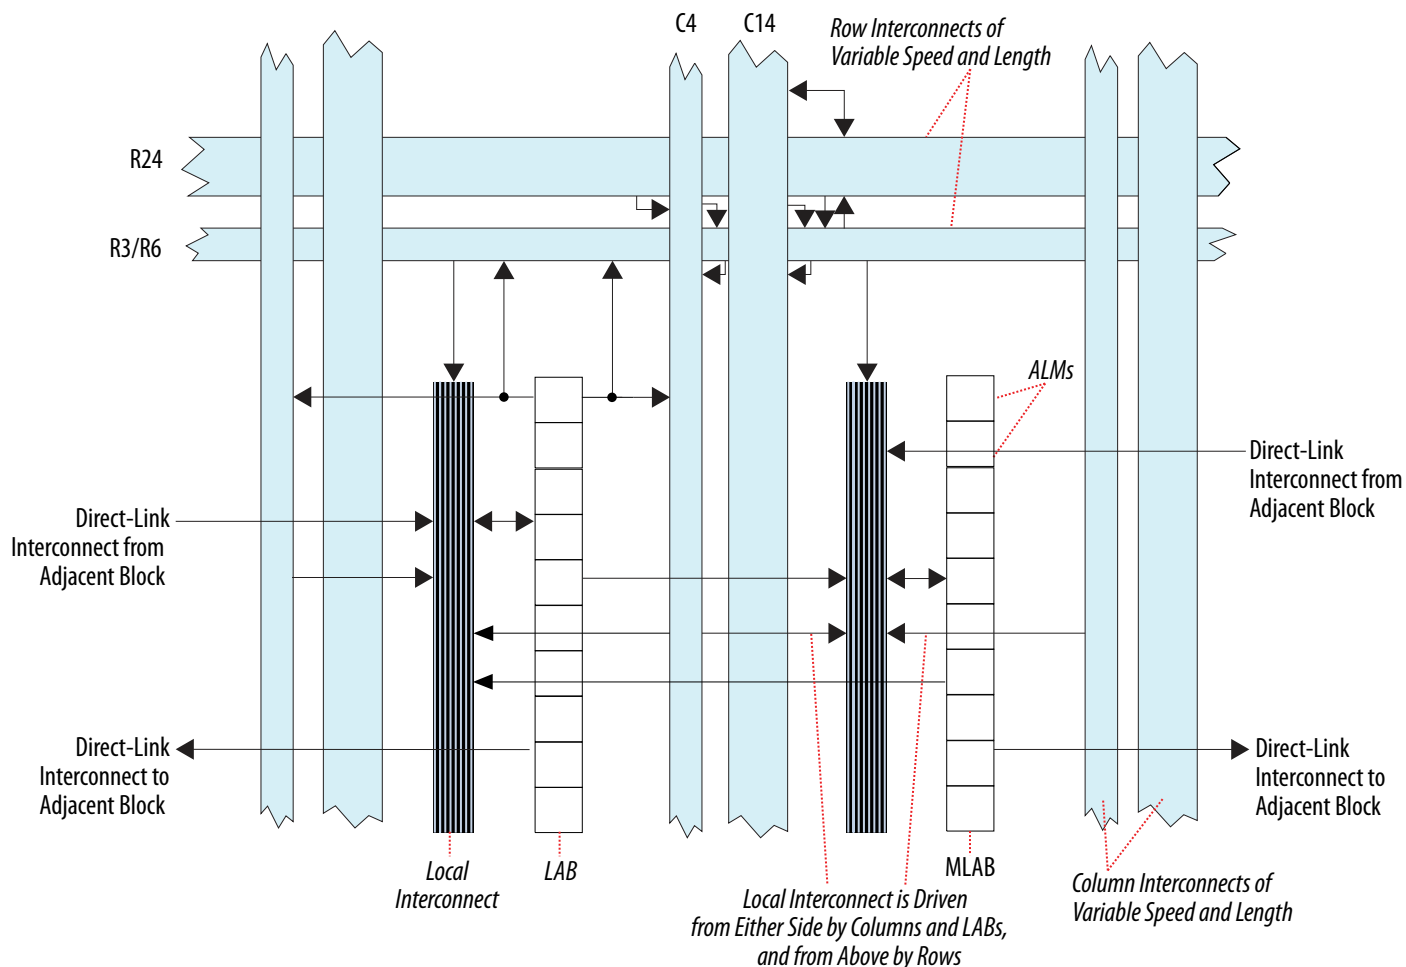 C4
C14
Row Interconnects of
Variable Speed and Length
R24
R3/R6
ALMs
Direct-Link
Interconnect from
Adjacent Block
Direct-Link
Interconnect from
Adjacent Block
Direct-Link
Interconnect to
Adjacent Block
Direct-Link
Interconnect to
Adjacent Block
Local
Interconnect
LAB
MLAB
Local Interconnect is Driven
from Either Side by Columns and LABs,
and from Above by Rows
Column Interconnects of
Variable Speed and Length